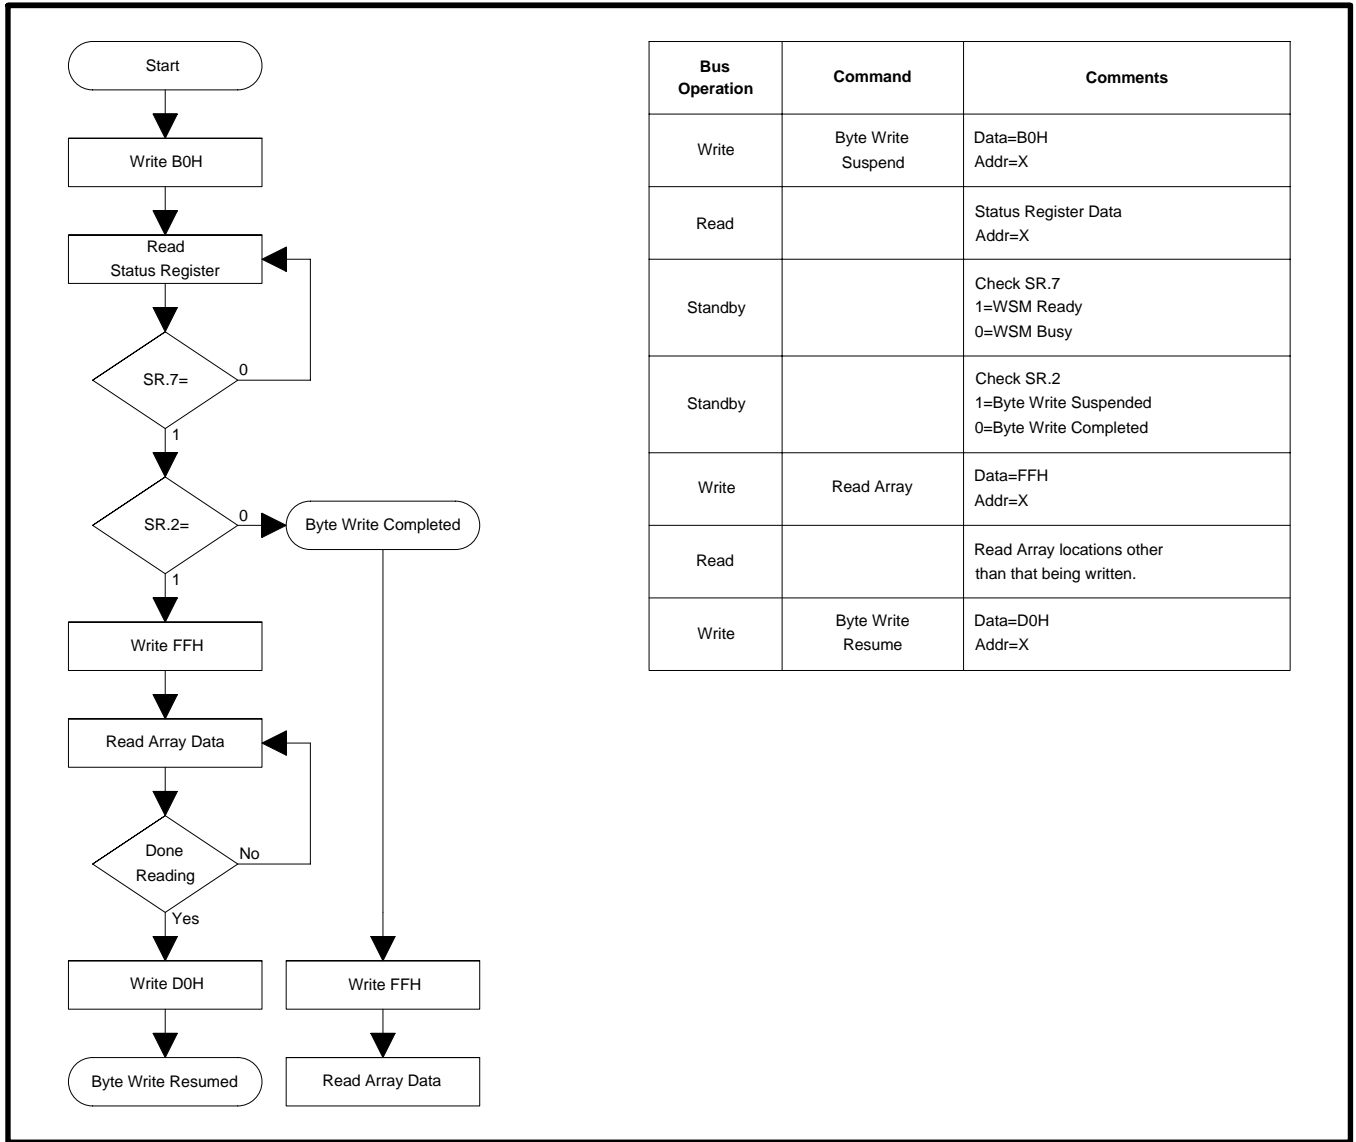 Start
Write B0H
Read
Status Register
SR.7=
0
1
SR.2=
0
Byte Write Completed
1
Write FFH
Read Array Data
Done
Reading
No
Yes
Write D0H
Write FFH
Byte Write Resumed
Read Array Data
Bus
Operation
Command
Comments
Write
Byte Write
Suspend
Data=B0H
Addr=X
Read
Status Register Data
Addr=X
Standby
Check SR.7
1=WSM Ready
0=WSM Busy
Standby
Check SR.2
1=Byte Write Suspended
0=Byte Write Completed
Write
Read Array
Data=FFH
Addr=X
Read
Read Array locations other
than that being written.
Write
Byte Write
Resume
Data=D0H
Addr=X